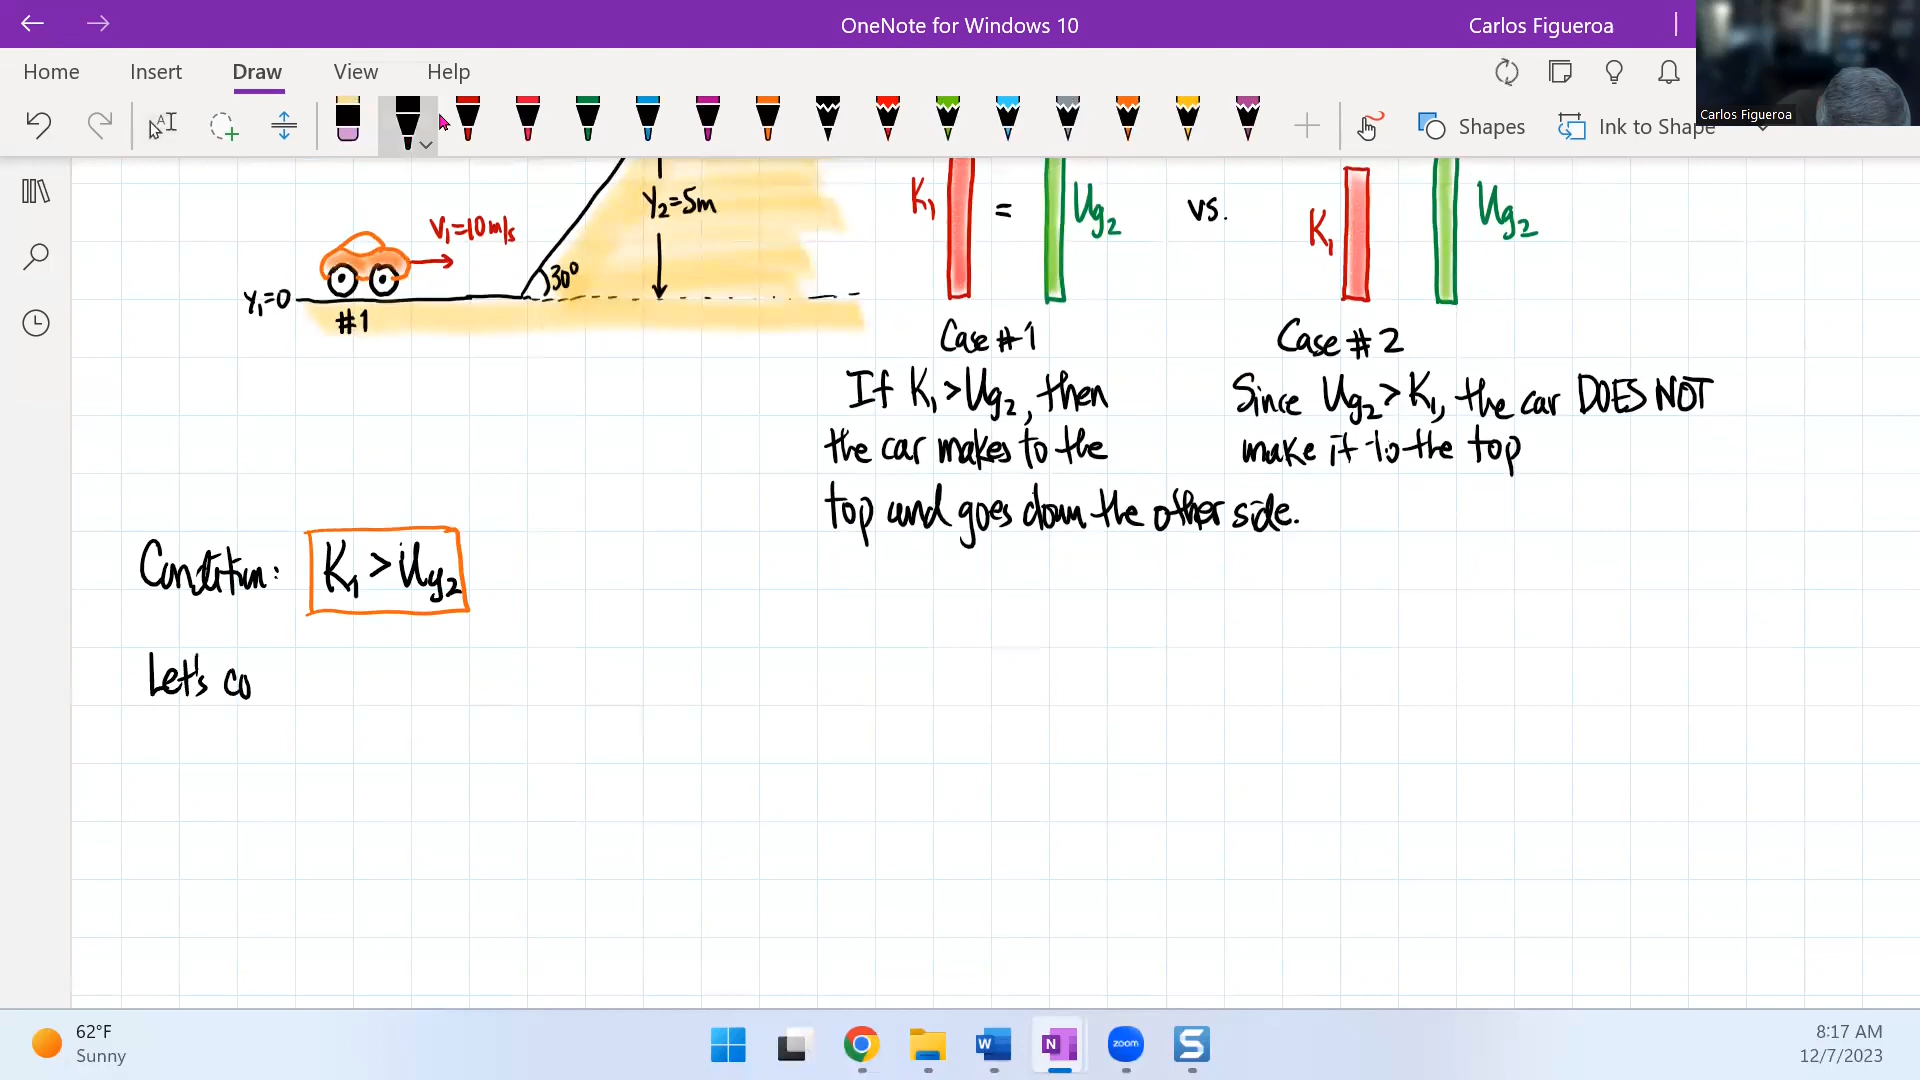 OneNote for Windows 10
Carlos Figueroa
Home Insert Draw View Help
Carlos Figueroa
Shapes Ink to Shape
y₂=5m
V₁=10m/s
30°
y₁=0
#1
K₁ = Ug₂ vs. K₁ Ug₂
Case #1
If K₁>Ug₂, then
the car makes to the
top and goes down the other side.
Case #2
Since Ug₂>K₁, the car DOES NOT
make it to the top
Condition: K₁ > Ug₂
Let's co
62°F
Sunny
8:17 AM
12/7/2023
zoom